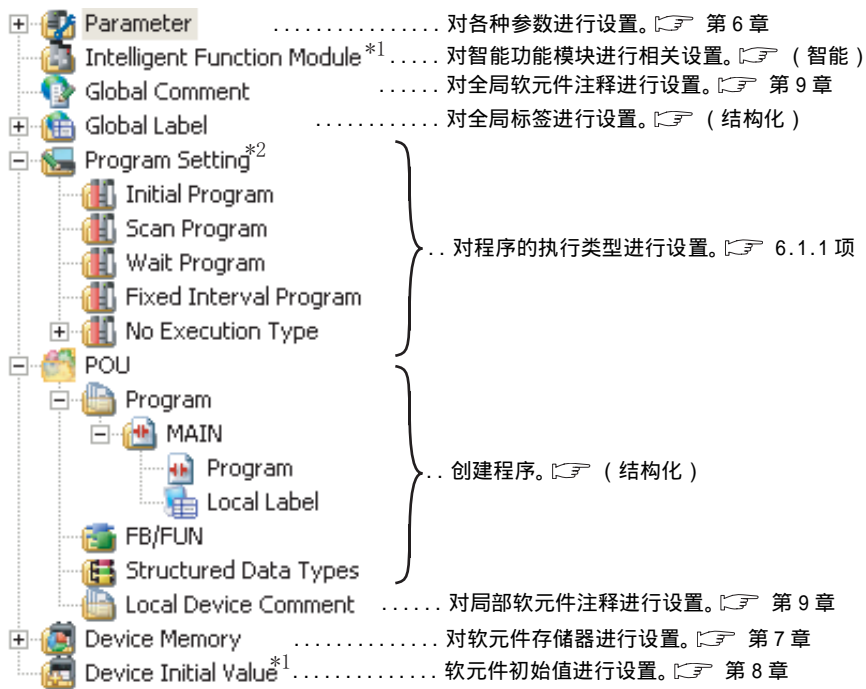 Parameter ................ 对各种参数进行设置。 第6章
Intelligent Function Module*1..... 对智能功能模块进行相关设置。 (智能)
Global Comment ...... 对全局软元件注释进行设置。 第9章
Global Label ............ 对全局标签进行设置。 (结构化)
Program Setting*2
Initial Program
Scan Program
Wait Program
.. 对程序的执行类型进行设置。 6.1.1项
Fixed Interval Program
No Execution Type
POU
Program
MAIN
Program
.. 创建程序。 (结构化)
Local Label
FB/FUN
Structured Data Types
Local Device Comment ...... 对局部软元件注释进行设置。 第9章
Device Memory .............. 对软元件存储器进行设置。 第7章
Device Initial Value*1.............. 软元件初始值进行设置。 第8章